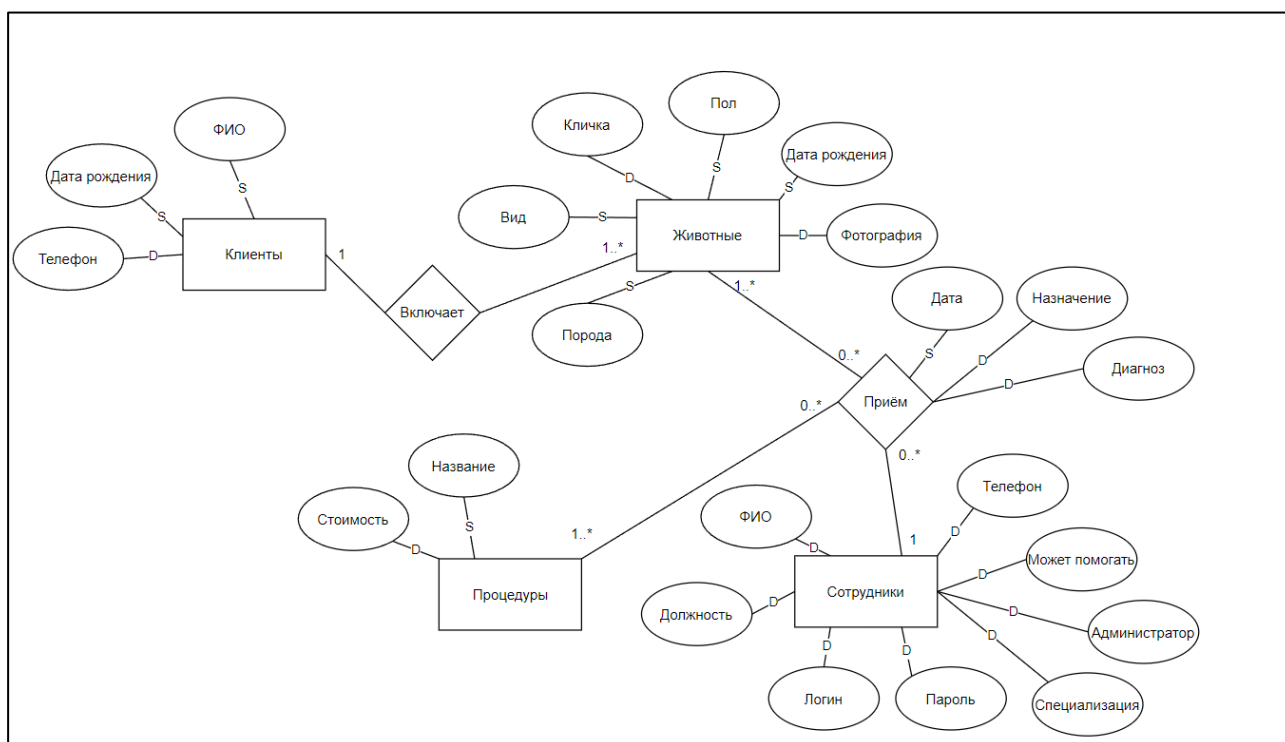 ФИО
Дата рождения
S
S
Телефон
D
Клиенты
1
Включает
1..*
Кличка
D
Пол
S
Дата рождения
S
Вид
S
Животные
D
Фотография
S
Порода
1..*
0..*
Дата
S
Назначение
D
Диагноз
D
Приём
0..*
0..*
Название
S
Стоимость
D
1..*
Процедуры
1
ФИО
D
Телефон
D
Сотрудники
Может помогать
D
Должность
D
Администратор
D
D
Логин
D
Пароль
D
Специализация